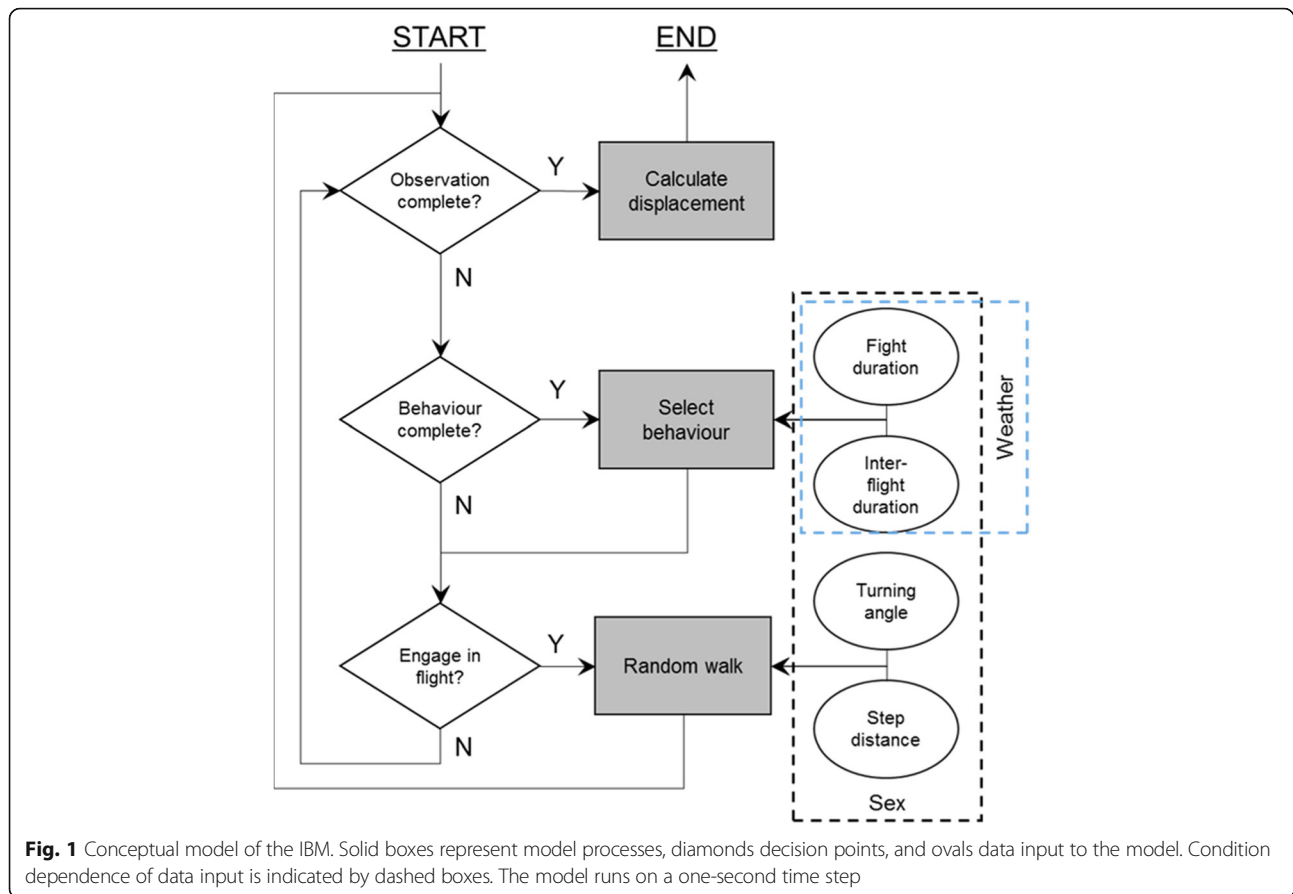 START
END
Observation
complete?
Y
Calculate
displacement
N
Behaviour
complete?
Y
Select
behaviour
Fight
duration
Inter-
flight
duration
Weather
N
Engage in
flight?
Y
Random walk
Turning
angle
Step
distance
N
Sex
Fig. 1 Conceptual model of the IBM. Solid boxes represent model processes, diamonds decision points, and ovals data input to the model. Condition
dependence of data input is indicated by dashed boxes. The model runs on a one-second time step